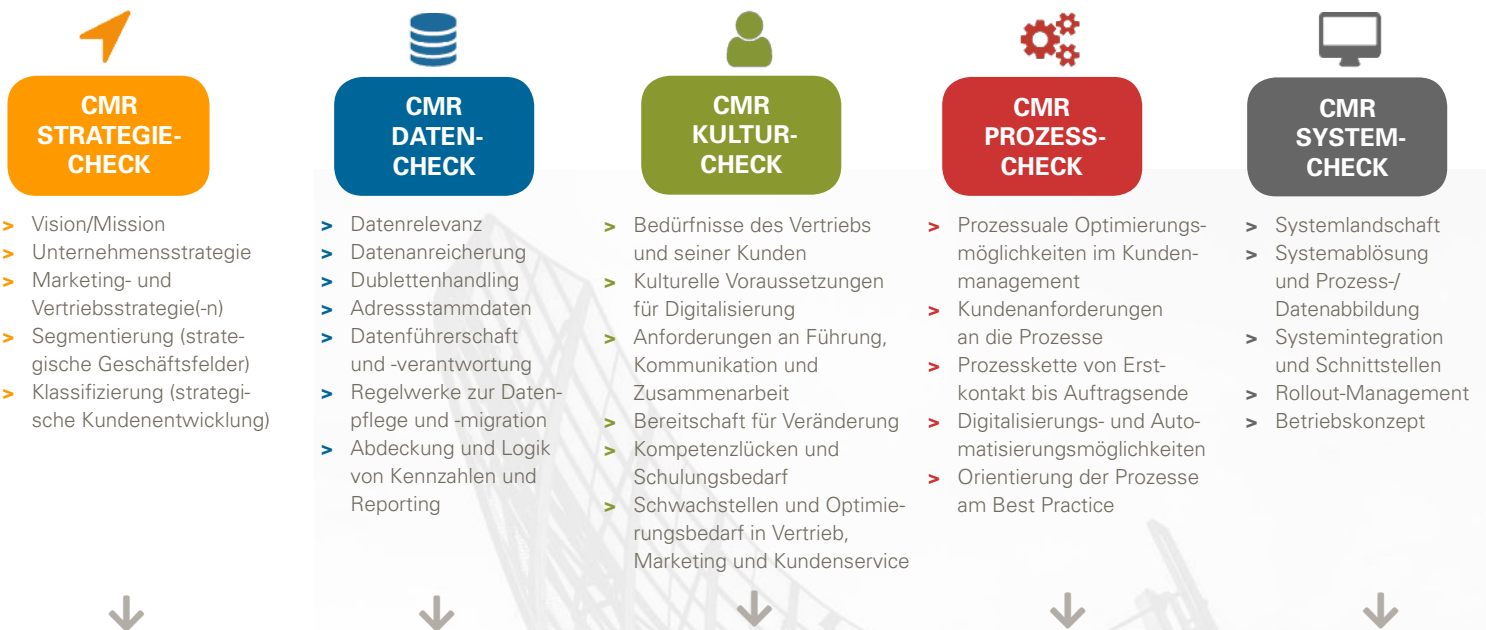 CMR
STRATEGIE-
CHECK
> Vision/Mission
> Unternehmensstrategie
> Marketing- und
Vertriebsstrategie(-n)
> Segmentierung (strate-
gische Geschäftsfelder)
> Klassifizierung (strategi-
sche Kundenentwicklung)
CMR
DATEN-
CHECK
> Datenrelevanz
> Datenanreicherung
> Dublettenhandling
> Adressstammdaten
> Datenführerschaft
und -verantwortung
> Regelwerke zur Daten-
pflege und -migration
> Abdeckung und Logik
von Kennzahlen und
Reporting
CMR
KULTUR-
CHECK
> Bedürfnisse des Vertriebs
und seiner Kunden
> Kulturelle Voraussetzungen
für Digitalisierung
> Anforderungen an Führung,
Kommunikation und
Zusammenarbeit
> Bereitschaft für Veränderung
> Kompetenzlücken und
Schulungsbedarf
> Schwachstellen und Optimie-
rungsbedarf in Vertrieb,
Marketing und Kundenservice
CMR
PROZESS-
CHECK
> Prozessuale Optimierungs-
möglichkeiten im Kunden-
management
> Kundenanforderungen
an die Prozesse
> Prozesskette von Erst-
kontakt bis Auftragsende
> Digitalisierungs- und Auto-
matisierungsmöglichkeiten
> Orientierung der Prozesse
am Best Practice
CMR
SYSTEM-
CHECK
> Systemlandschaft
> Systemablösung
und Prozess-/
Datenabbildung
> Systemintegration
und Schnittstellen
> Rollout-Management
> Betriebskonzept